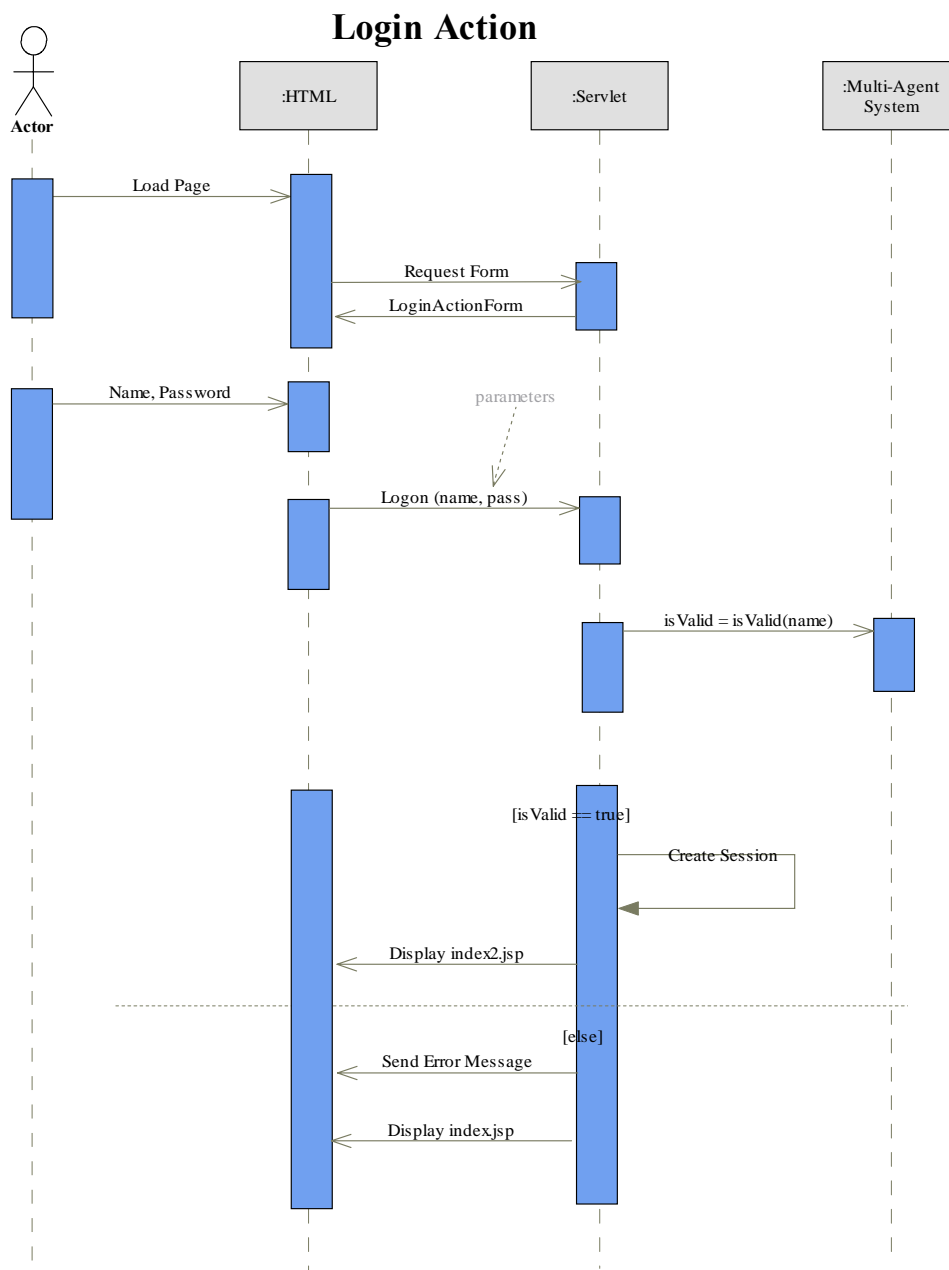 Login Action
Actor
:HTML
:Servlet
:Multi-Agent
System
Load Page
Request Form
LoginActionForm
Name, Password
parameters
Logon (name, pass)
isValid = isValid(name)
[isValid == true]
Create Session
Display index2.jsp
[else]
Send Error Message
Display index.jsp